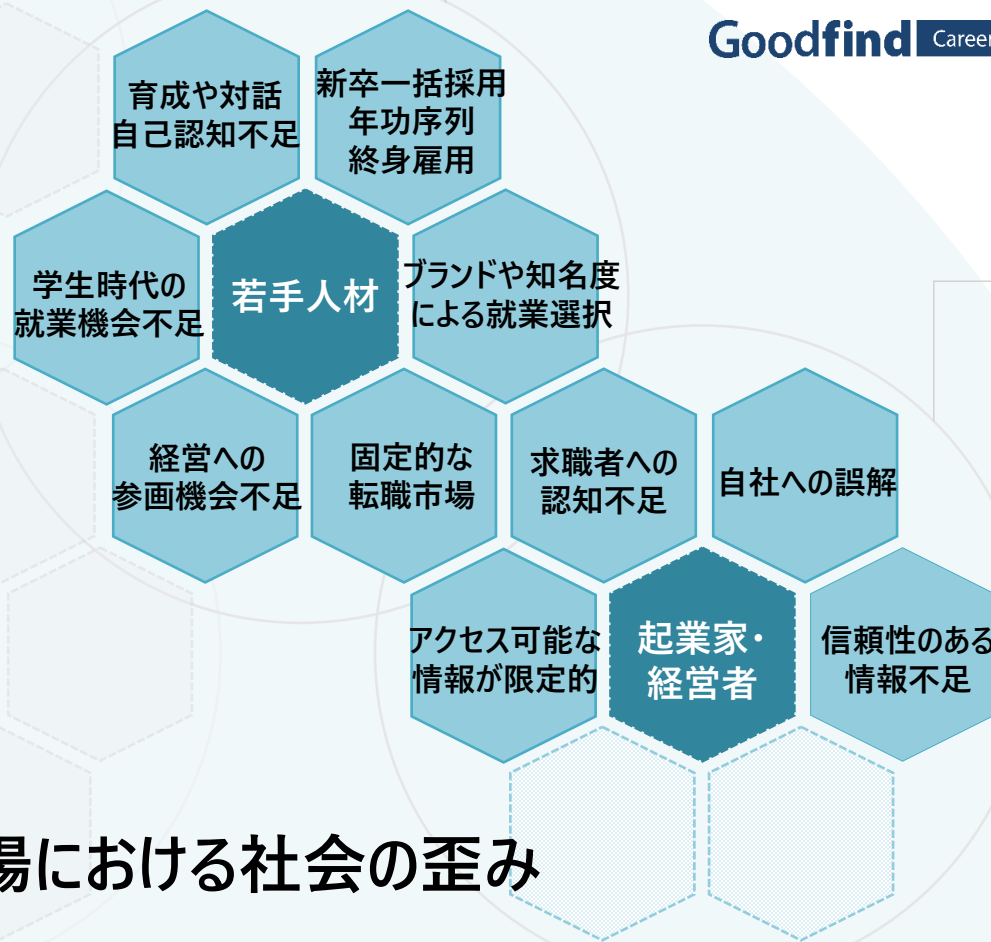 Goodfind Career
育成や対話
自己認知不足
新卒一括採用
年功序列
終身雇用
学生時代の
就業機会不足
若手人材
ブランドや知名度
による就業選択
経営への
参画機会不足
固定的な
転職市場
求職者への
認知不足
自社への誤解
アクセス可能な
情報が限定的
起業家・
経営者
信頼性のある
情報不足
場における社会の歪み